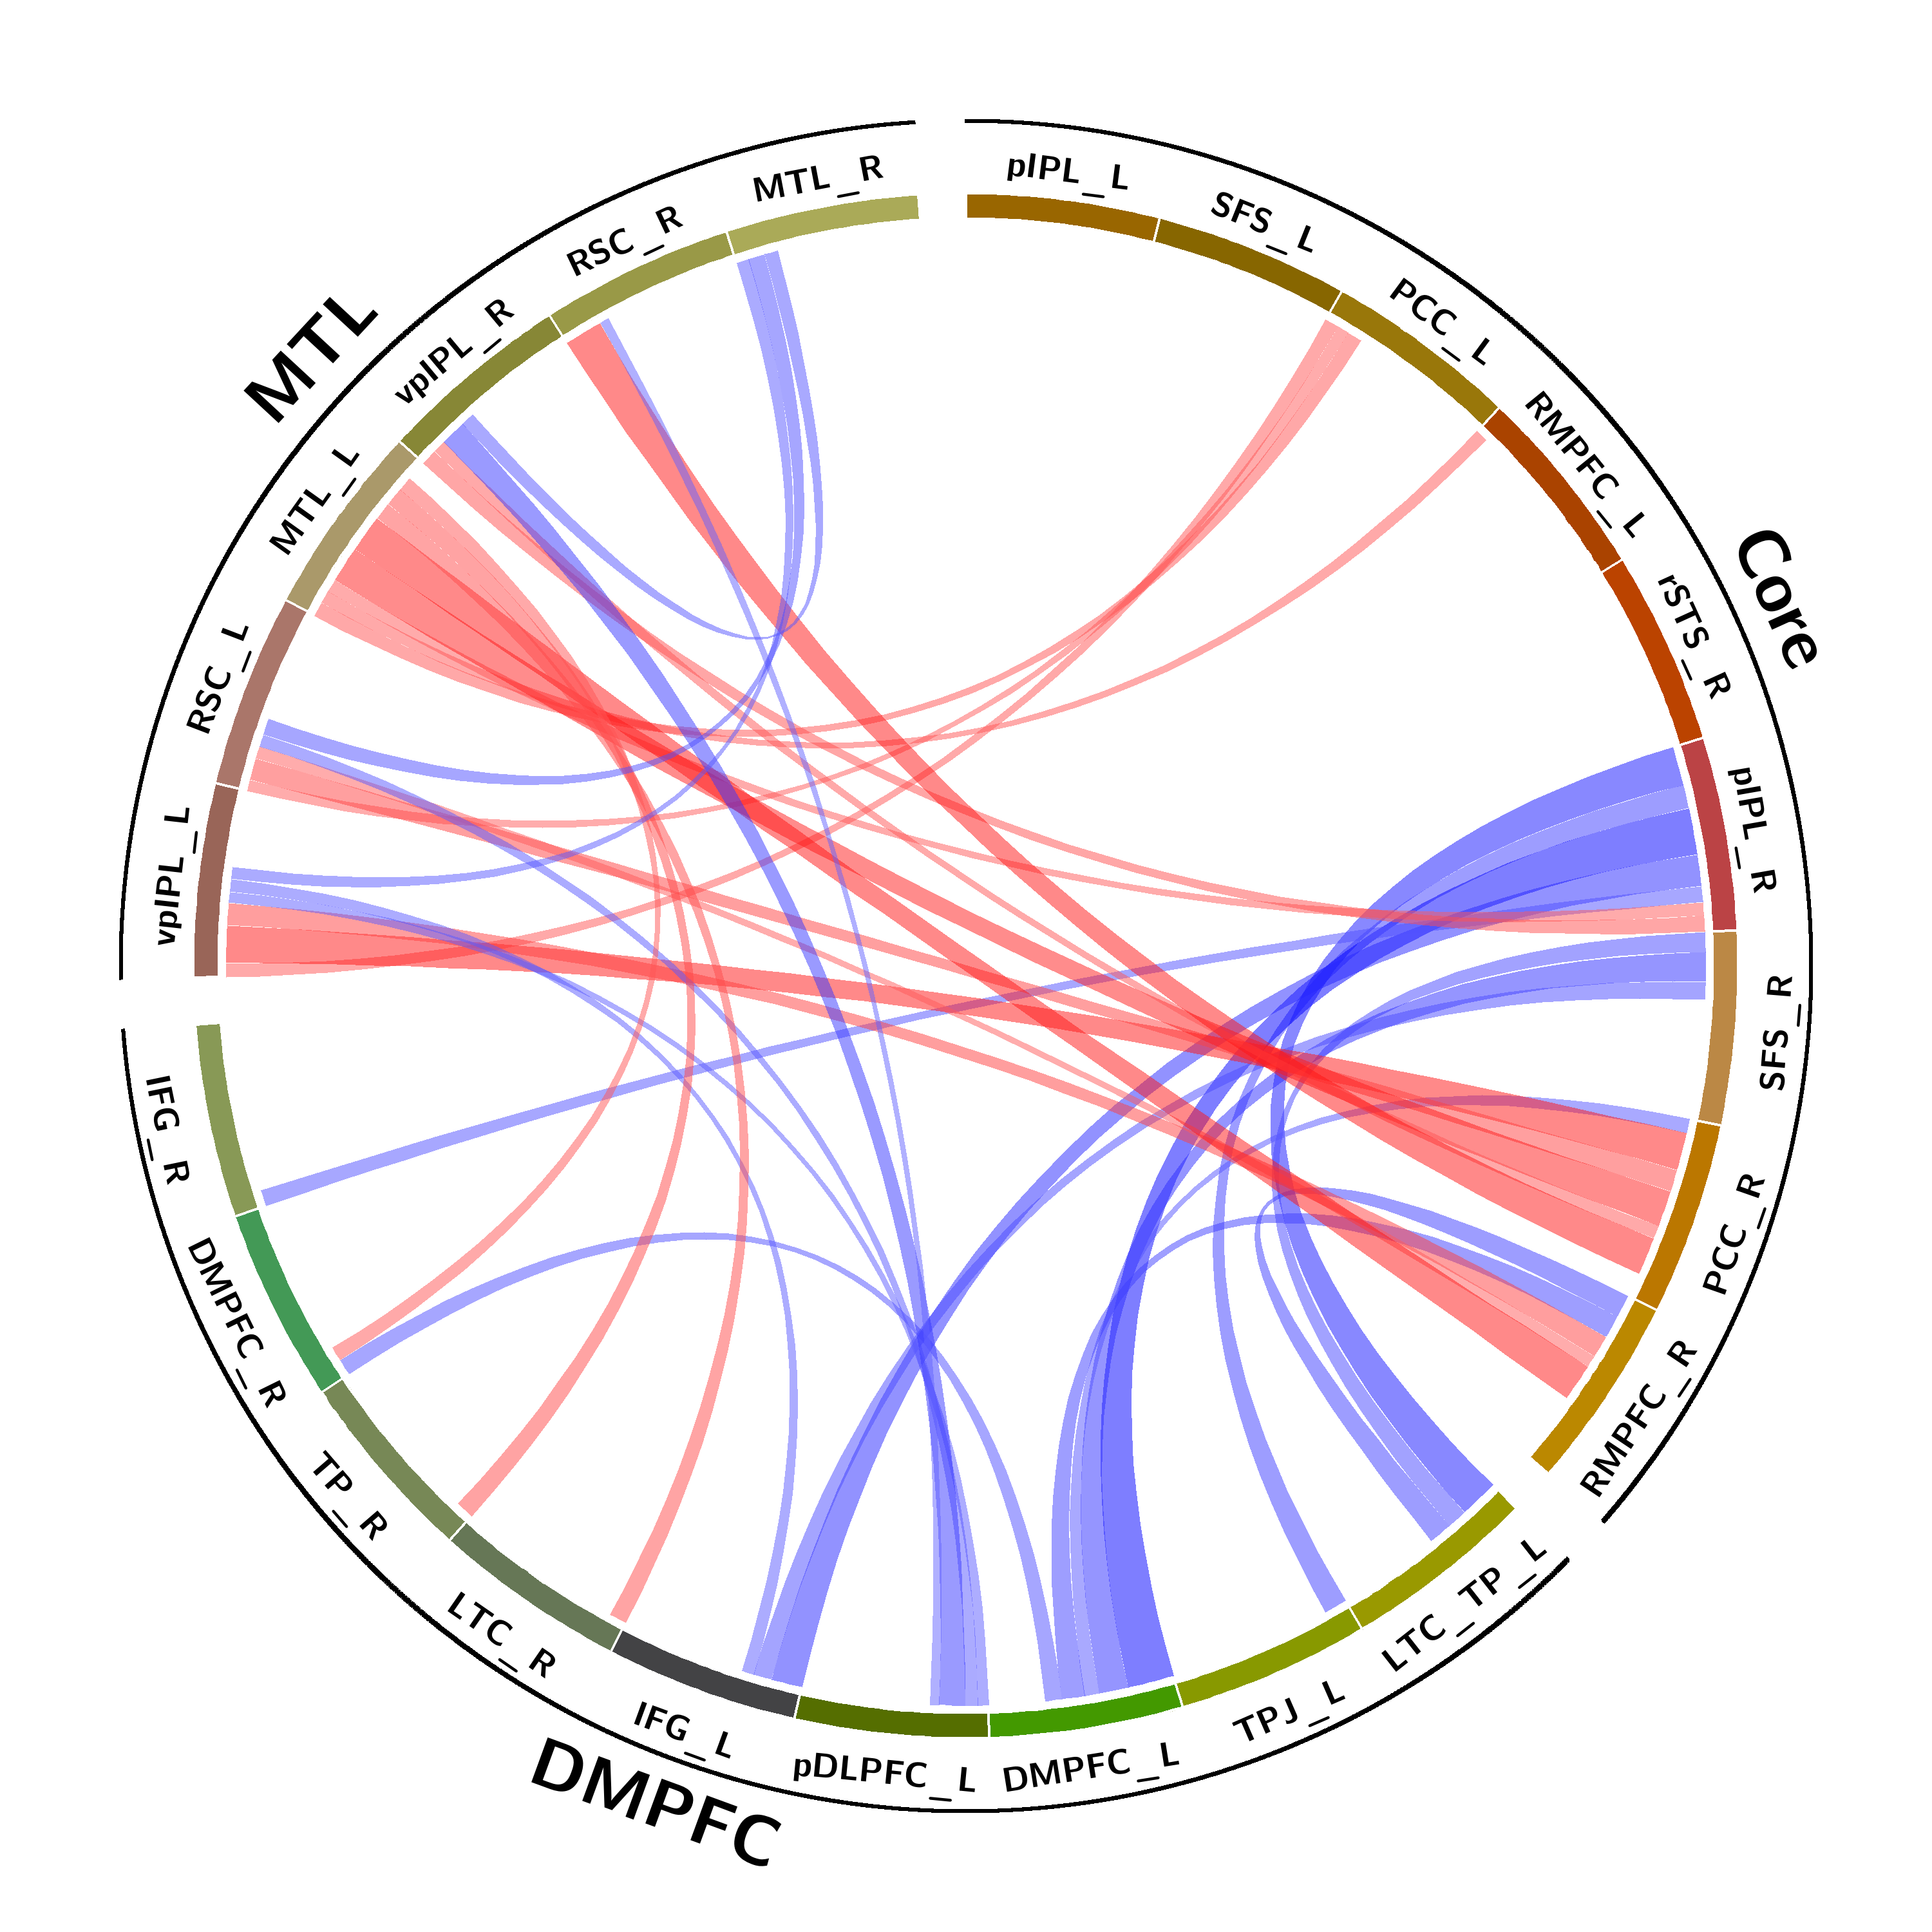 pIPL_L
SFS_L
PCC_L
RMPFC_L
rSTS_R
pIPL_R
SFS_R
PCC_R
RMPFC_R
Core
LTC_TP_L
TPJ_L
DMPFC_L
pDLPFC_L
IFG_L
LTC_R
TP_R
DMPFC_R
IFG_R
DMPFC
vpIPL_L
RSC_L
MTL_L
vpIPL_R
RSC_R
MTL_R
MTL